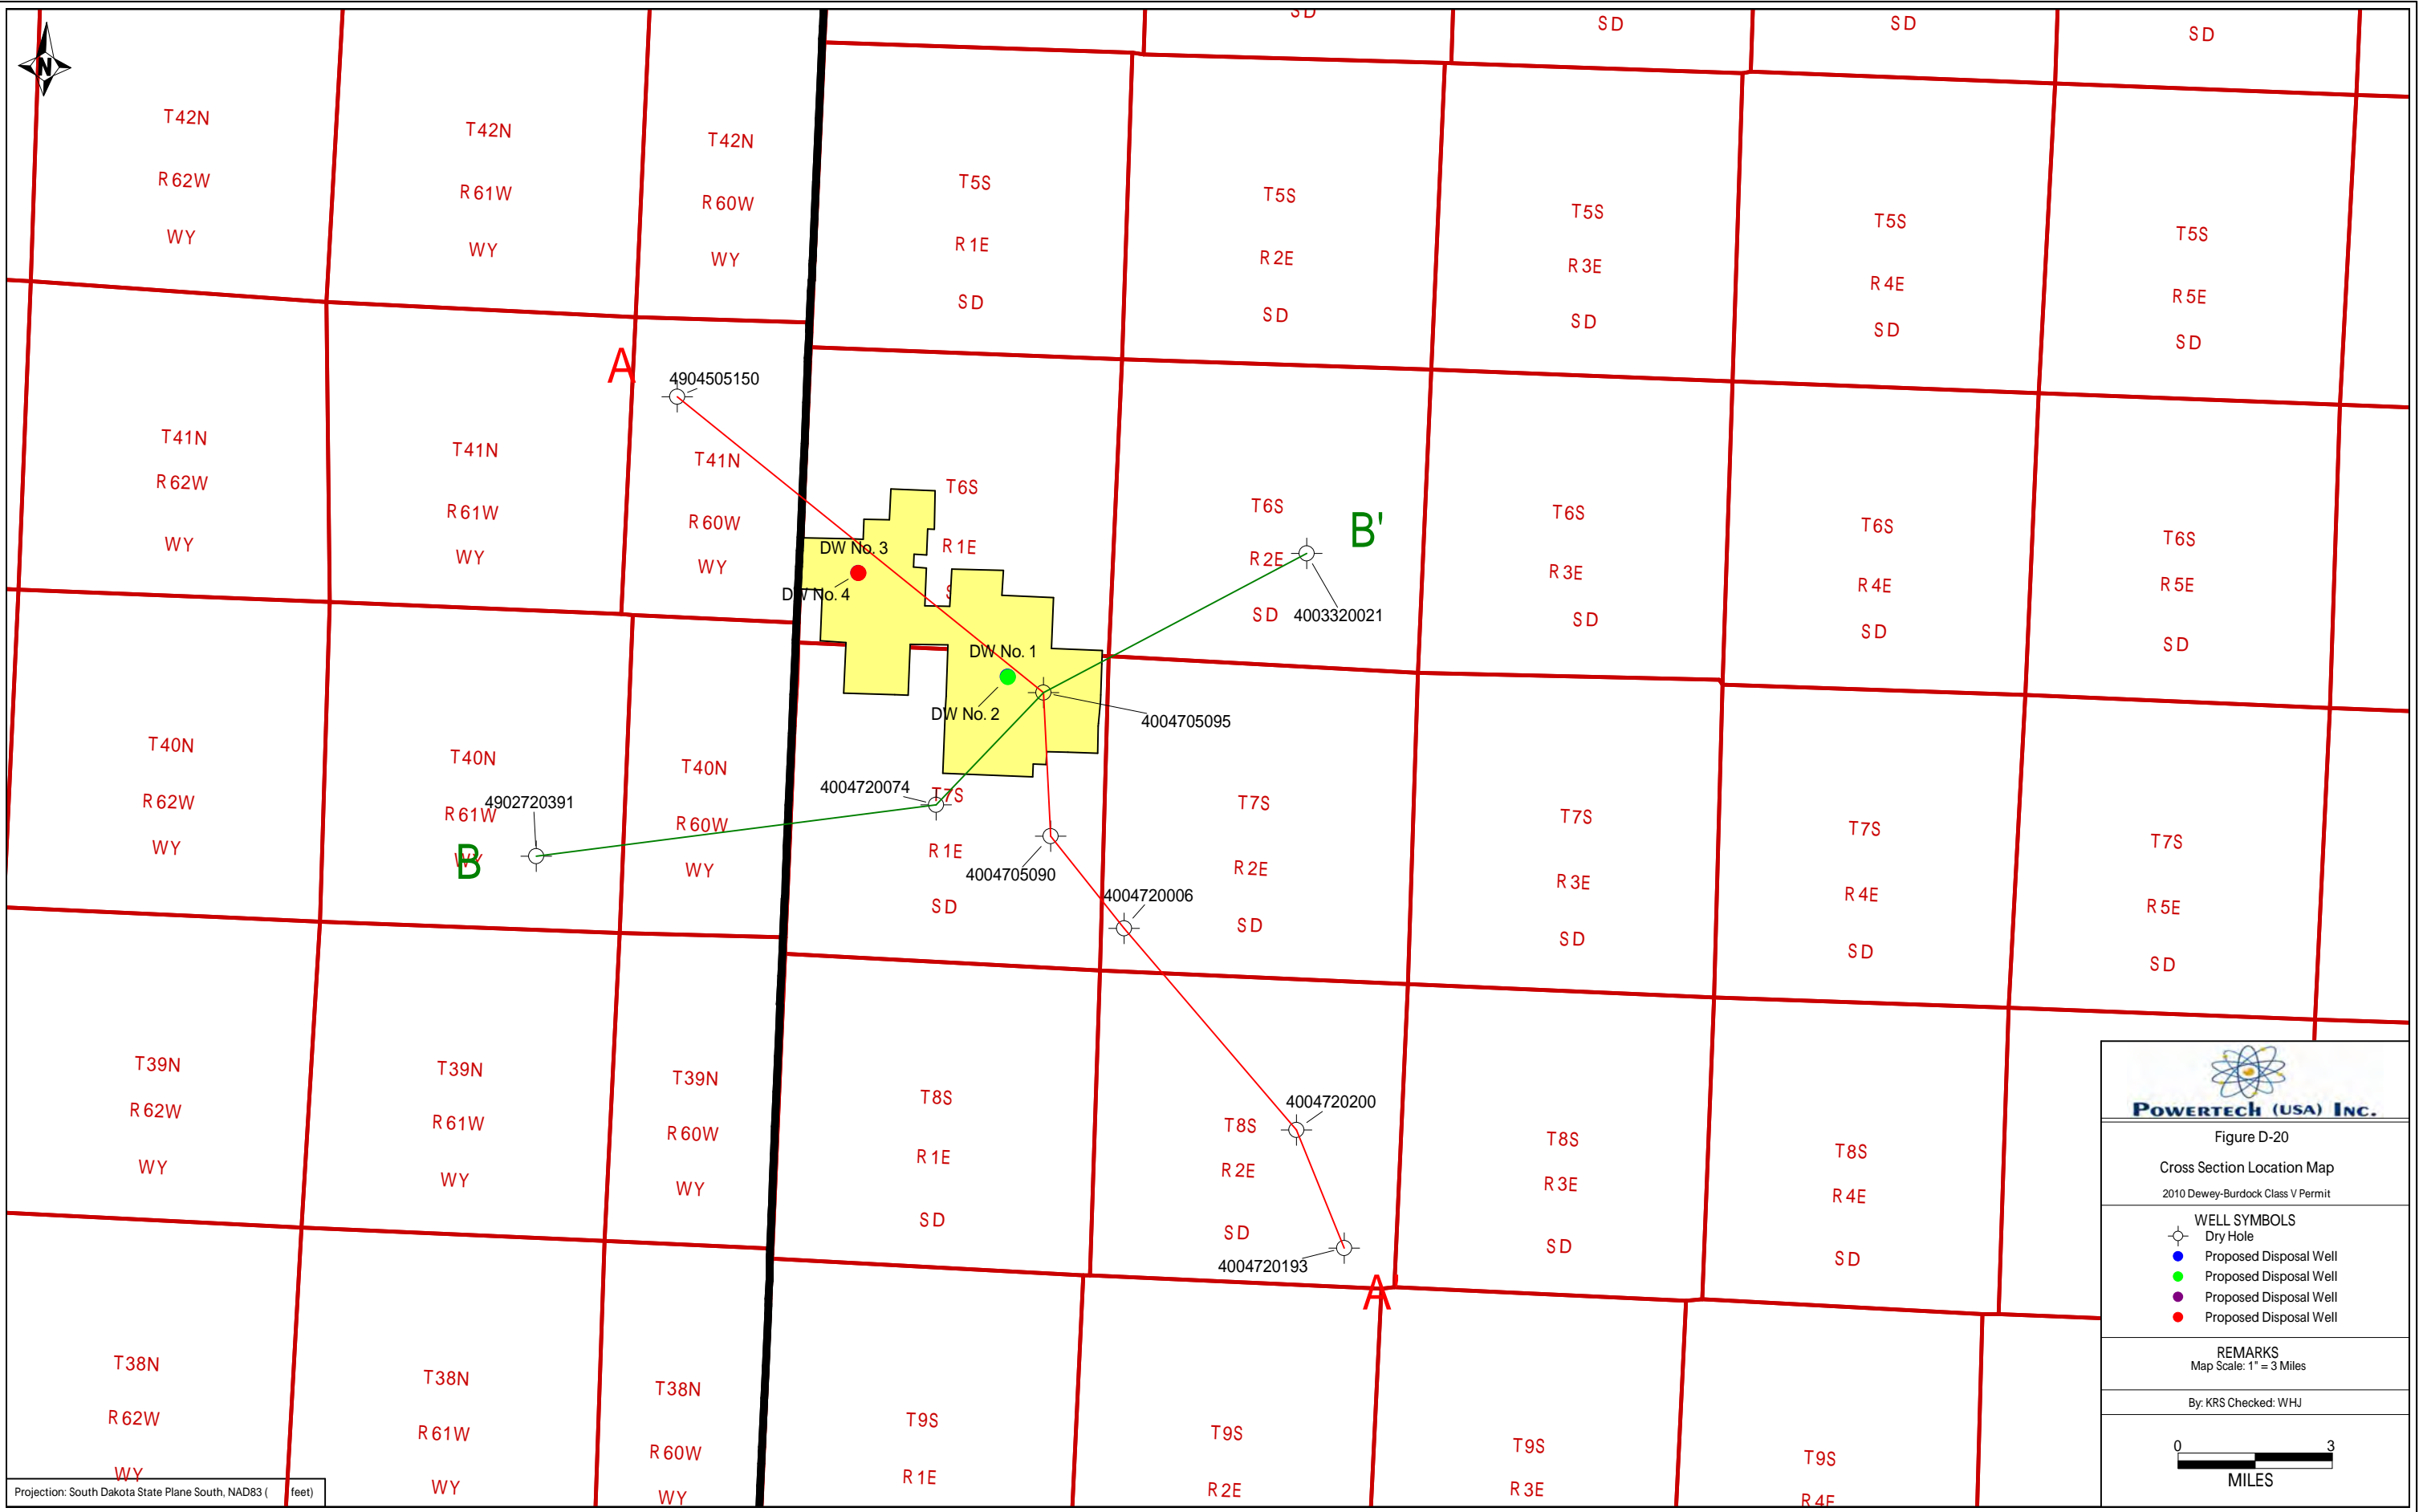 N
SD
SD
SD
SD
T42N
R62W
WY
T42N
R61W
WY
T42N
R60W
WY
T5S
R1E
SD
T5S
R2E
SD
T5S
R3E
SD
T5S
R4E
SD
T5S
R5E
SD
A
4904505150
T41N
R62W
WY
T41N
R61W
WY
T41N
R60W
WY
T6S
R1E
DW No. 3
DW No. 4
DW No. 1
DW No. 2
T6S
R2E
SD
B'
4003320021
T6S
R3E
SD
T6S
R4E
SD
T6S
R5E
SD
4004705095
T40N
R62W
WY
T40N
R61W
WY
4902720391
B
T40N
R60W
WY
4004720074
T7S
R1E
SD
4004705090
4004720006
T7S
R2E
SD
T7S
R3E
SD
T7S
R4E
SD
T7S
R5E
SD
T39N
R62W
WY
T39N
R61W
WY
T39N
R60W
WY
T8S
R1E
SD
T8S
R2E
SD
4004720200
4004720193
A'
T8S
R3E
SD
T8S
R4E
SD
T38N
R62W
WY
T38N
R61W
WY
T38N
R60W
WY
T9S
R1E
T9S
R2E
T9S
R3E
T9S
R4E
Projection: South Dakota State Plane South, NAD83 ( feet)
POWERTECH (USA) INC.
Figure D-20
Cross Section Location Map
2010 Dewey-Burdock Class V Permit
WELL SYMBOLS
Dry Hole
Proposed Disposal Well
Proposed Disposal Well
Proposed Disposal Well
Proposed Disposal Well
REMARKS
Map Scale: 1" = 3 Miles
By: KRS Checked: WHJ
0 3
MILES